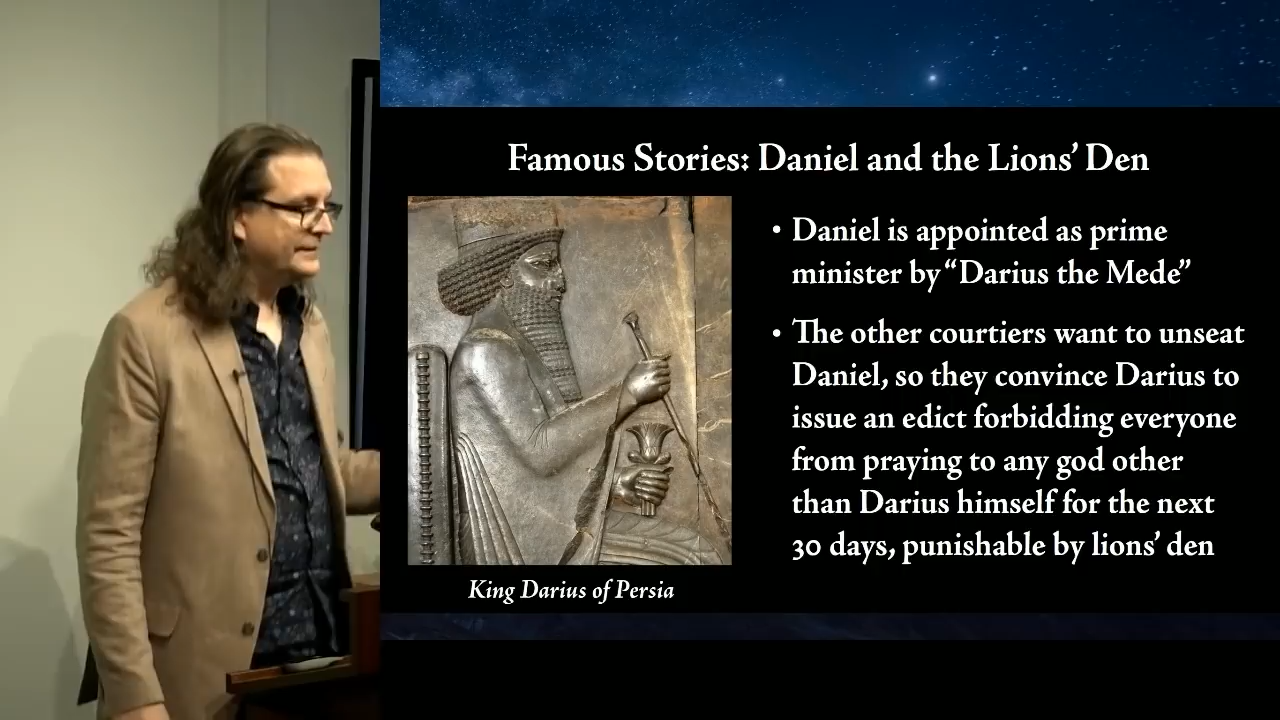 Famous Stories: Daniel and the Lions' Den
• Daniel is appointed as prime
minister by “Darius the Mede”
• The other courtiers want to unseat
Daniel, so they convince Darius to
issue an edict forbidding everyone
from praying to any god other
than Darius himself for the next
30 days, punishable by lions’ den
King Darius of Persia